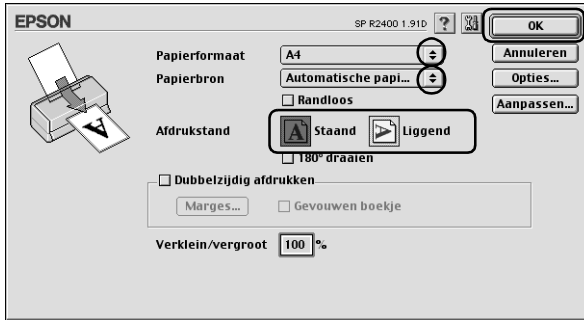 EPSON SP R2400 1.91D ? OK
Papierformaat A4 Annuleren
Papierbron Automatische papi... Opties...
Randloos Aanpassen...
Afdrukstand A Staand A Liggend
180° draaien
Dubbelzijdig afdrukken
Marges... Gevouwen boekje
Verklein/vergroot 100 %
A